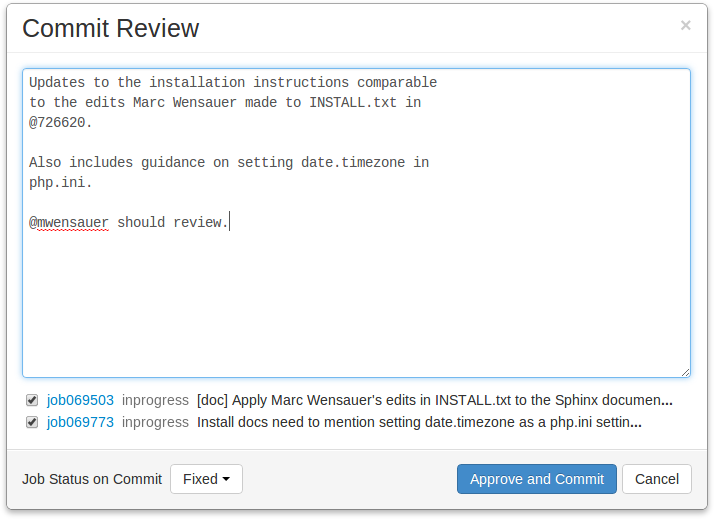 Commit Review
×
Updates to the installation instructions comparable
to the edits Marc Wensauer made to INSTALL.txt in
@726620.
Also includes guidance on setting date.timezone in
php.ini.
@mwensauer should review.
job069503 inprogress [doc] Apply Marc Wensauer's edits in INSTALL.txt to the Sphinx documen...
job069773 inprogress Install docs need to mention setting date.timezone as a php.ini settin...
Job Status on Commit Fixed Approve and Commit Cancel